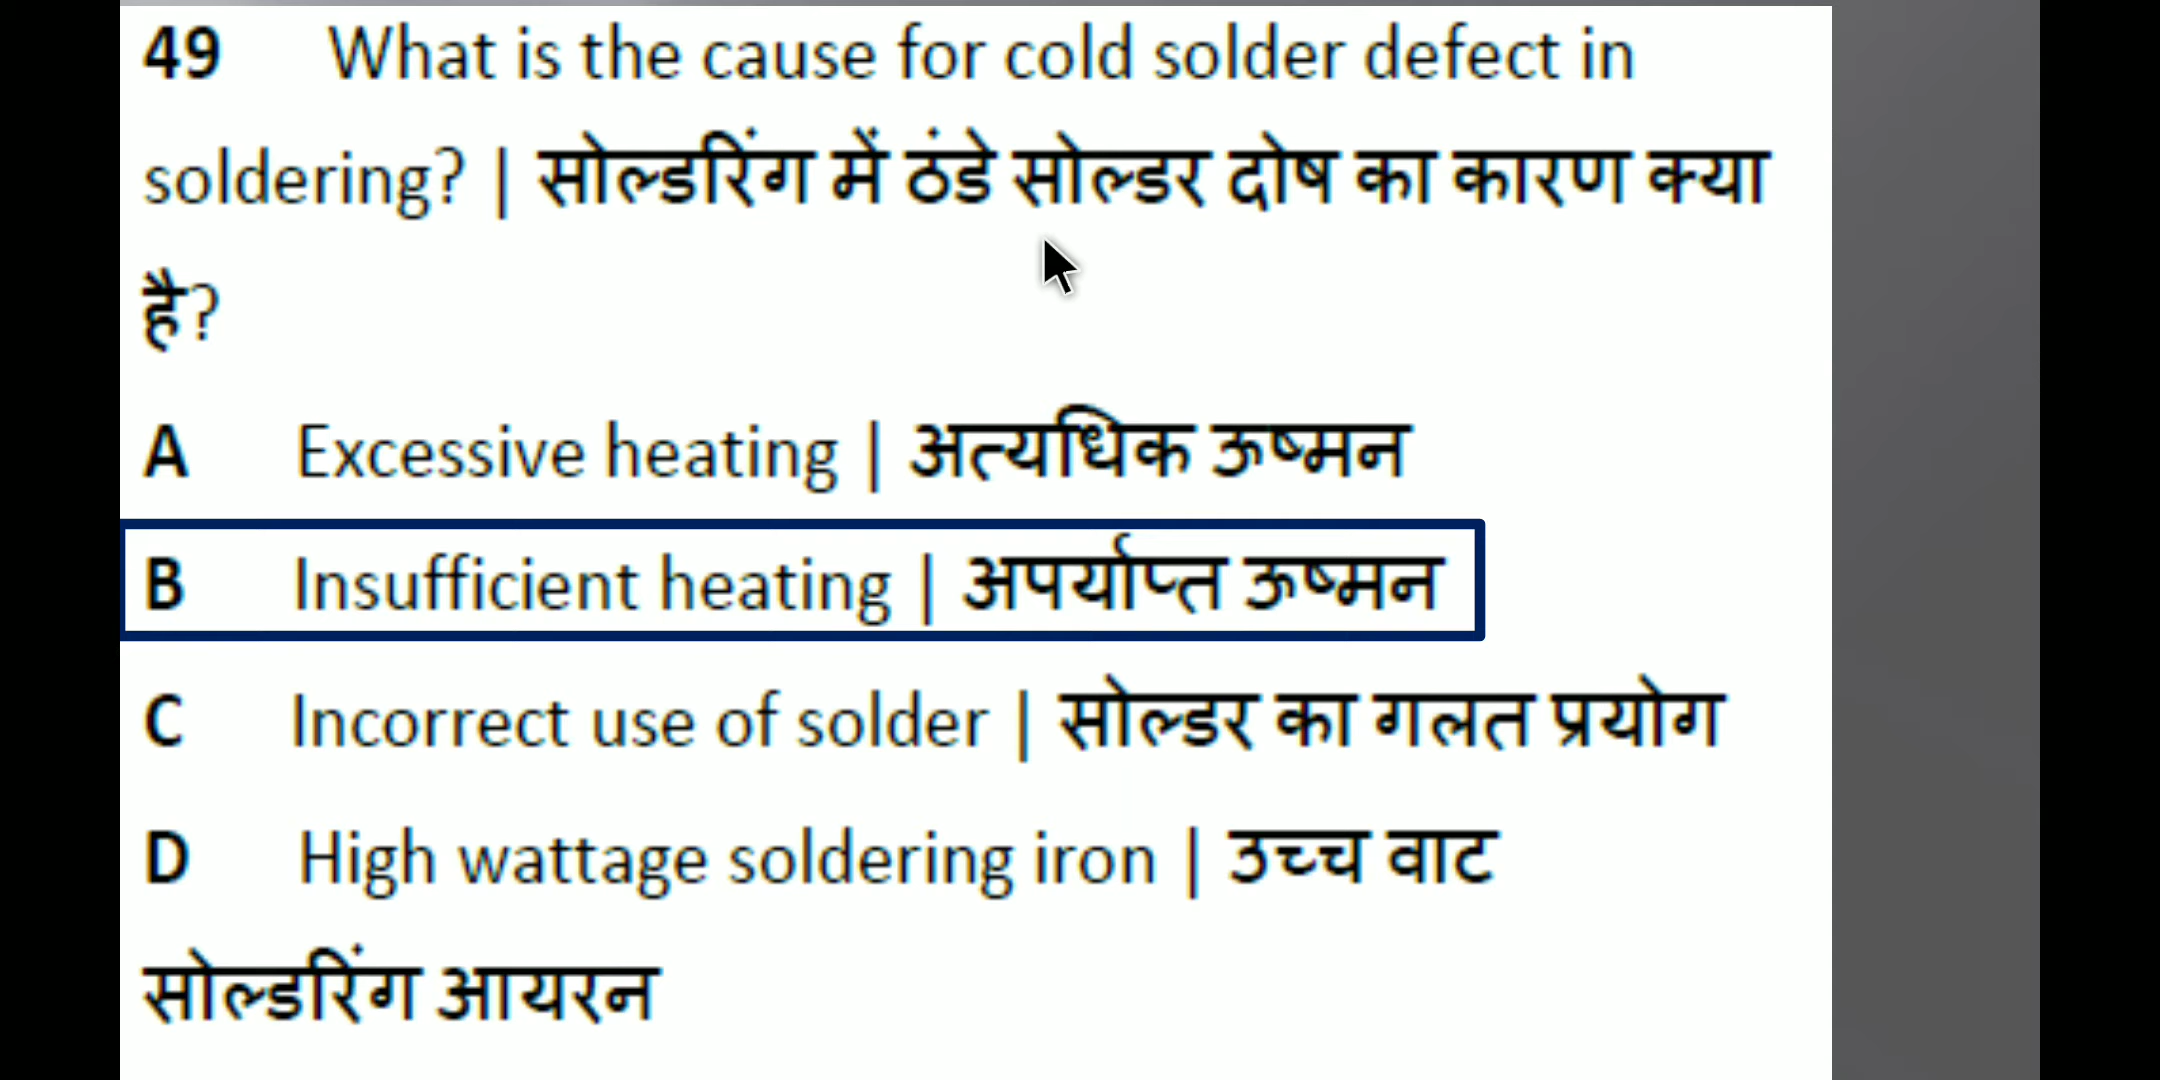 49 What is the cause for cold solder defect in
soldering? | सोल्डरिंग में ठंडे सोल्डर दोष का कारण क्या
है?
A Excessive heating | अत्यधिक ऊष्मन
B Insufficient heating | अपर्याप्त ऊष्मन
C Incorrect use of solder | सोल्डर का गलत प्रयोग
D High wattage soldering iron | उच्च वाट
सोल्डरिंग आयरन